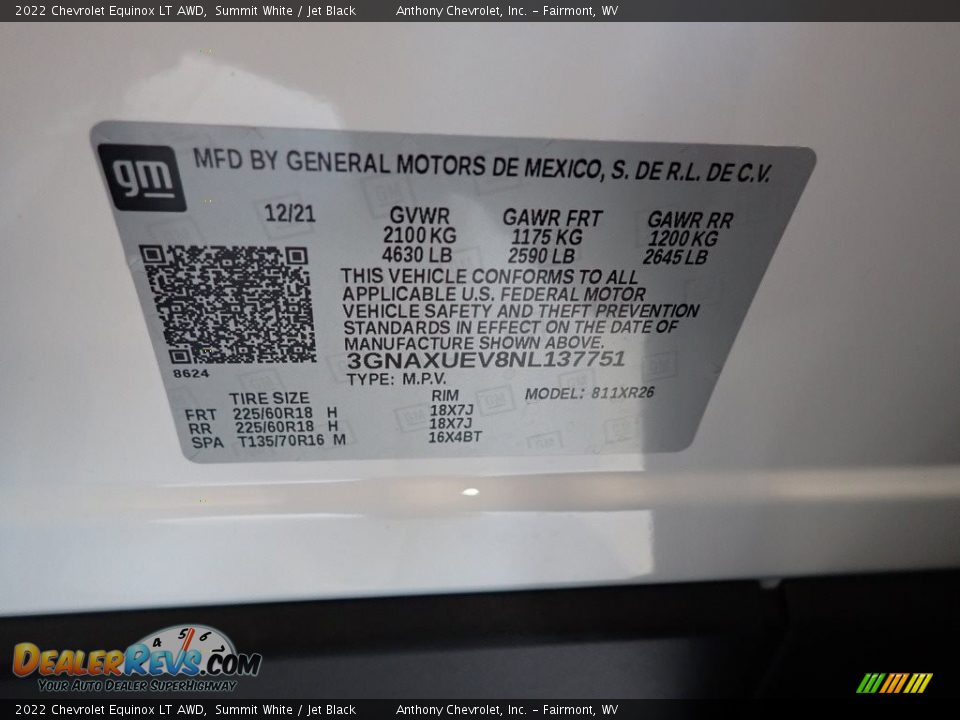 2022 Chevrolet Equinox LT AWD, Summit White / Jet Black Anthony Chevrolet, Inc. - Fairmont, WV
gm MFD BY GENERAL MOTORS DE MEXICO, S. DE R.L. DE C.V.
12/21 GVWR GAWR FRT GAWR RR
2100 KG 1175 KG 1200 KG
4630 LB 2590 LB 2645 LB
THIS VEHICLE CONFORMS TO ALL
APPLICABLE U.S. FEDERAL MOTOR
VEHICLE SAFETY AND THEFT PREVENTION
STANDARDS IN EFFECT ON THE DATE OF
MANUFACTURE SHOWN ABOVE.
3GNAXUEV8NL137751
8624 TYPE: M.P.V.
TIRE SIZE RIM MODEL: 811XR26
FRT 225/60R18 H 18X7J
RR 225/60R18 H 18X7J
SPA T135/70R16 M 16X4BT
4 5 6
DEALERREVS.COM
YOUR AUTO DEALER SUPERHIGHWAY
2022 Chevrolet Equinox LT AWD, Summit White / Jet Black Anthony Chevrolet, Inc. - Fairmont, WV